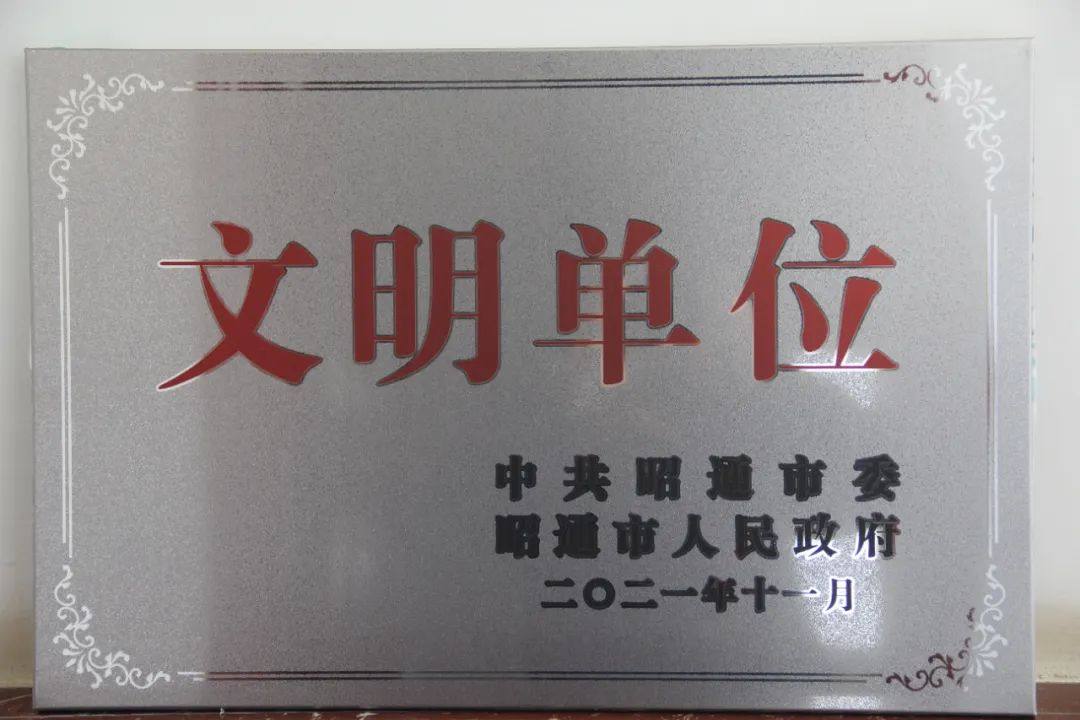 文明单位
中共昭通市委
昭通市人民政府
二〇二一年十一月